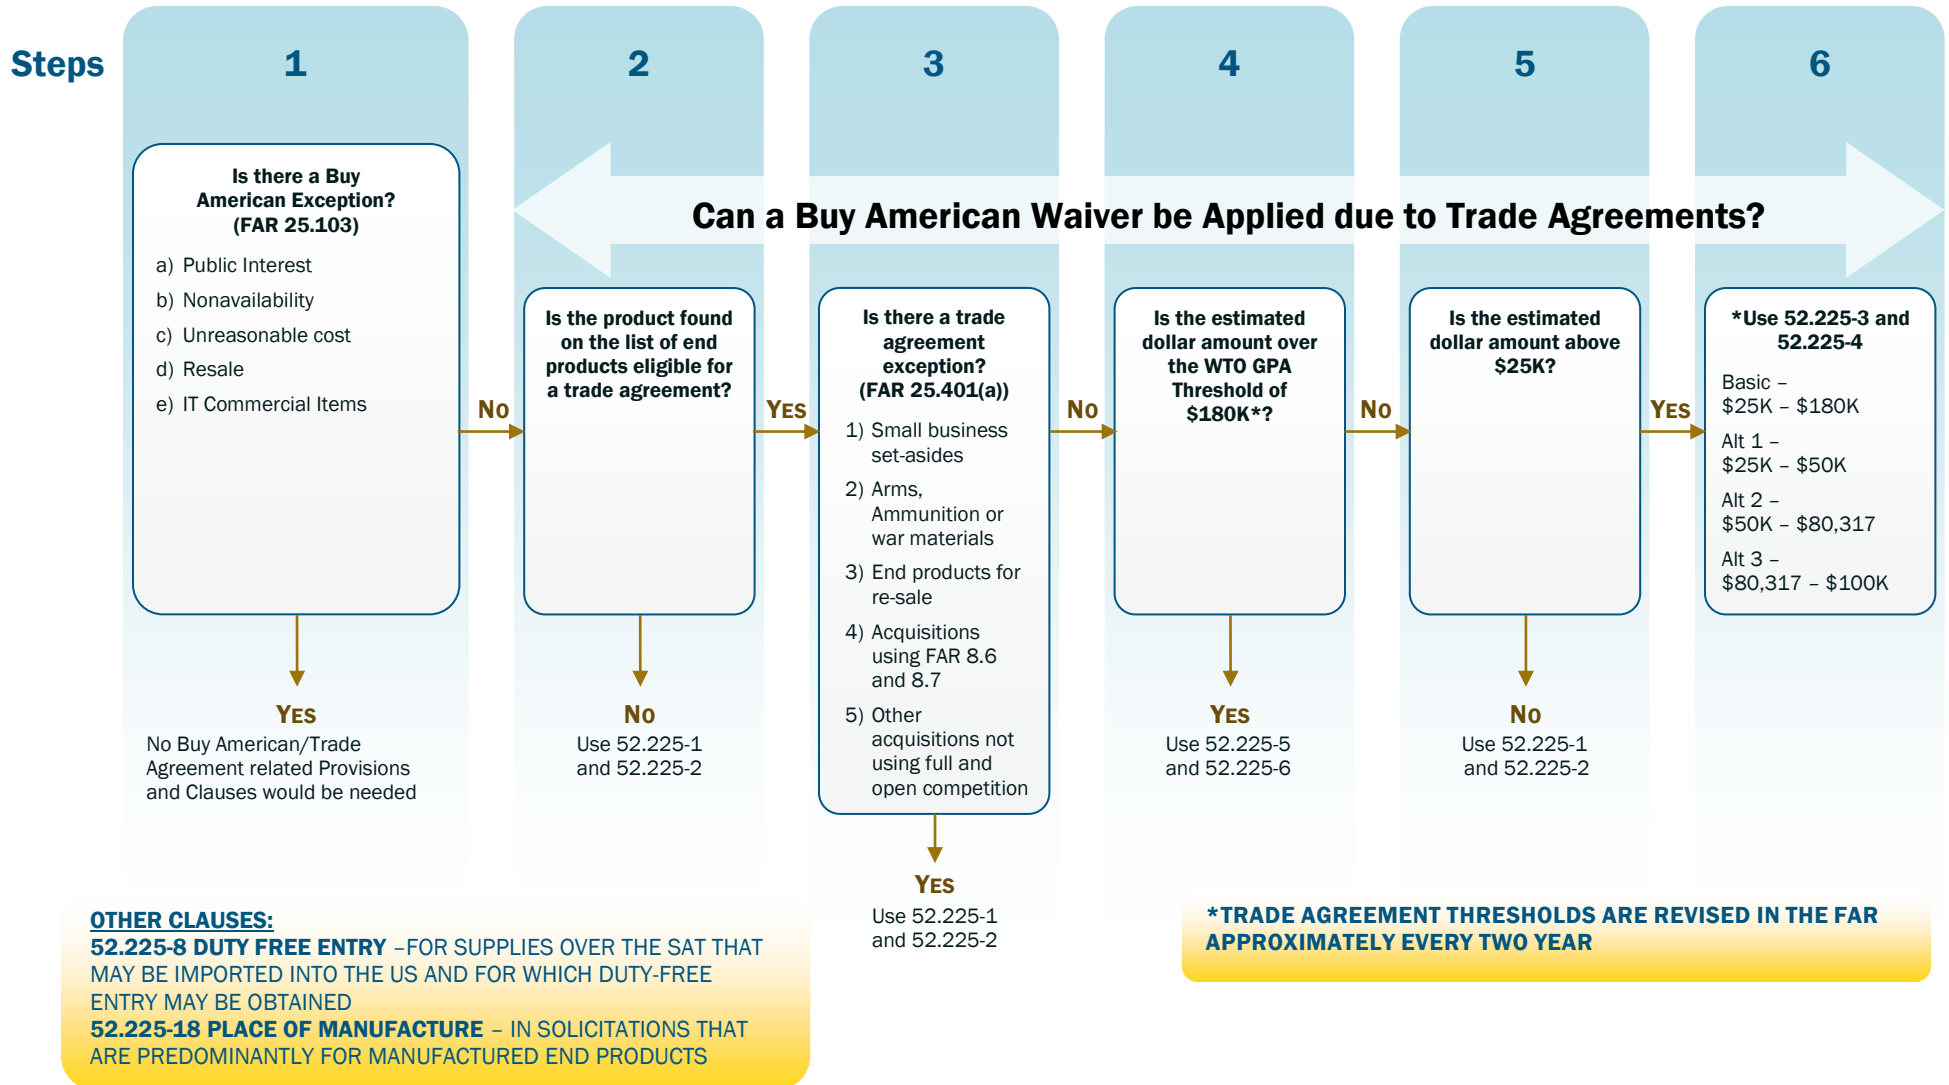 Steps
1
2
3
4
5
6
Can a Buy American Waiver be Applied due to Trade Agreements?
Is there a Buy
American Exception?
(FAR 25.103)
a) Public Interest
b) Nonavailability
c) Unreasonable cost
d) Resale
e) IT Commercial Items
NO
YES
No Buy American/Trade
Agreement related Provisions
and Clauses would be needed
Is the product found
on the list of end
products eligible for
a trade agreement?
YES
NO
Use 52.225-1
and 52.225-2
Is there a trade
agreement
exception?
(FAR 25.401(a))
1) Small business
set-asides
2) Arms,
Ammunition or
war materials
3) End products for
re-sale
4) Acquisitions
using FAR 8.6
and 8.7
5) Other
acquisitions not
using full and
open competition
NO
YES
Use 52.225-1
and 52.225-2
Is the estimated
dollar amount over
the WTO GPA
Threshold of
$180K*?
NO
YES
Use 52.225-5
and 52.225-6
Is the estimated
dollar amount above
$25K?
YES
NO
Use 52.225-1
and 52.225-2
*Use 52.225-3 and
52.225-4
Basic –
$25K – $180K
Alt 1 –
$25K – $50K
Alt 2 –
$50K – $80,317
Alt 3 –
$80,317 – $100K
OTHER CLAUSES:
52.225-8 DUTY FREE ENTRY –FOR SUPPLIES OVER THE SAT THAT
MAY BE IMPORTED INTO THE US AND FOR WHICH DUTY-FREE
ENTRY MAY BE OBTAINED
52.225-18 PLACE OF MANUFACTURE – IN SOLICITATIONS THAT
ARE PREDOMINANTLY FOR MANUFACTURED END PRODUCTS
*TRADE AGREEMENT THRESHOLDS ARE REVISED IN THE FAR
APPROXIMATELY EVERY TWO YEAR